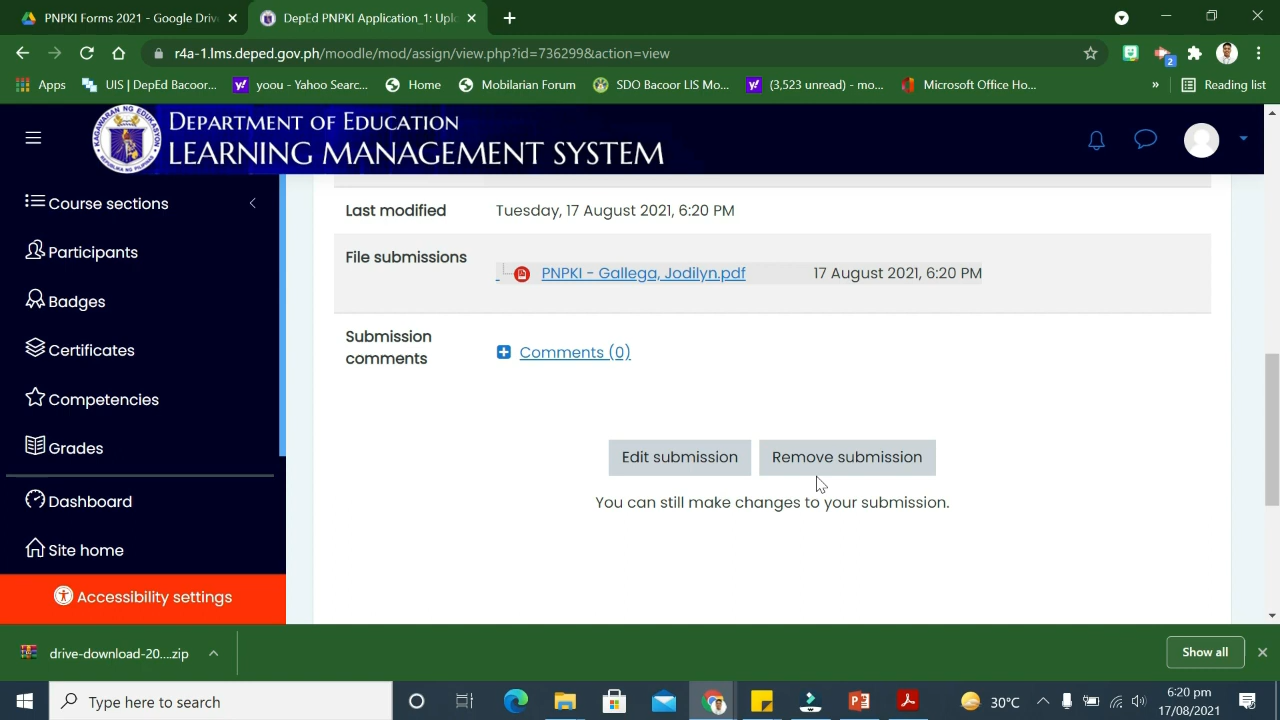 PNPKI Forms 2021 - Google Driv
DepEd PNPKI Application_1: Uplo
r4a-1.lms.deped.gov.ph/moodle/mod/assign/view.php?id=736299&action=view
2
Apps
UIS | DepEd Bacoor...
yoou - Yahoo Searc...
Home
Mobilarian Forum
SDO Bacoor LIS Mo...
(3,523 unread) - mo...
Microsoft Office Ho...
»
Reading list
DEPARTMENT OF EDUCATION
LEARNING MANAGEMENT SYSTEM
Course sections
Participants
Badges
Certificates
Competencies
Grades
Dashboard
Site home
Accessibility settings
Last modified
Tuesday, 17 August 2021, 6:20 PM
File submissions
PNPKI - Gallega, Jodilyn.pdf
17 August 2021, 6:20 PM
Submission
comments
Comments (0)
Edit submission
Remove submission
You can still make changes to your submission.
drive-download-20....zip
Show all
Type here to search
30°C
6:20 pm
17/08/2021